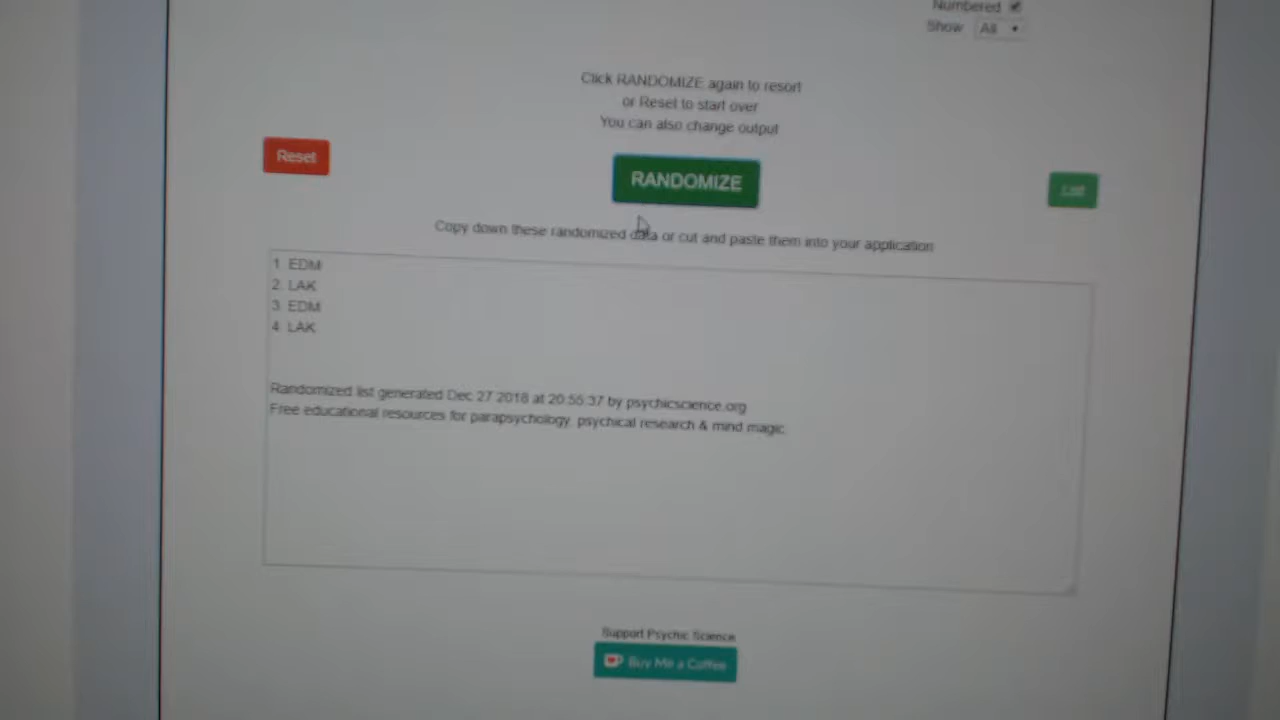 Numbered
Show All
Click RANDOMIZE again to resort
or Reset to start over
You can also change output
Reset
RANDOMIZE
List
Copy down these randomized data or cut and paste them into your application
1. EDM
2. LAK
3. EDM
4. LAK
Randomized list generated Dec 27 2018 at 20:55:37 by psychicscience.org
Free educational resources for parapsychology, psychical research & mind magic.
Support Psychic Science
Buy Me a Coffee